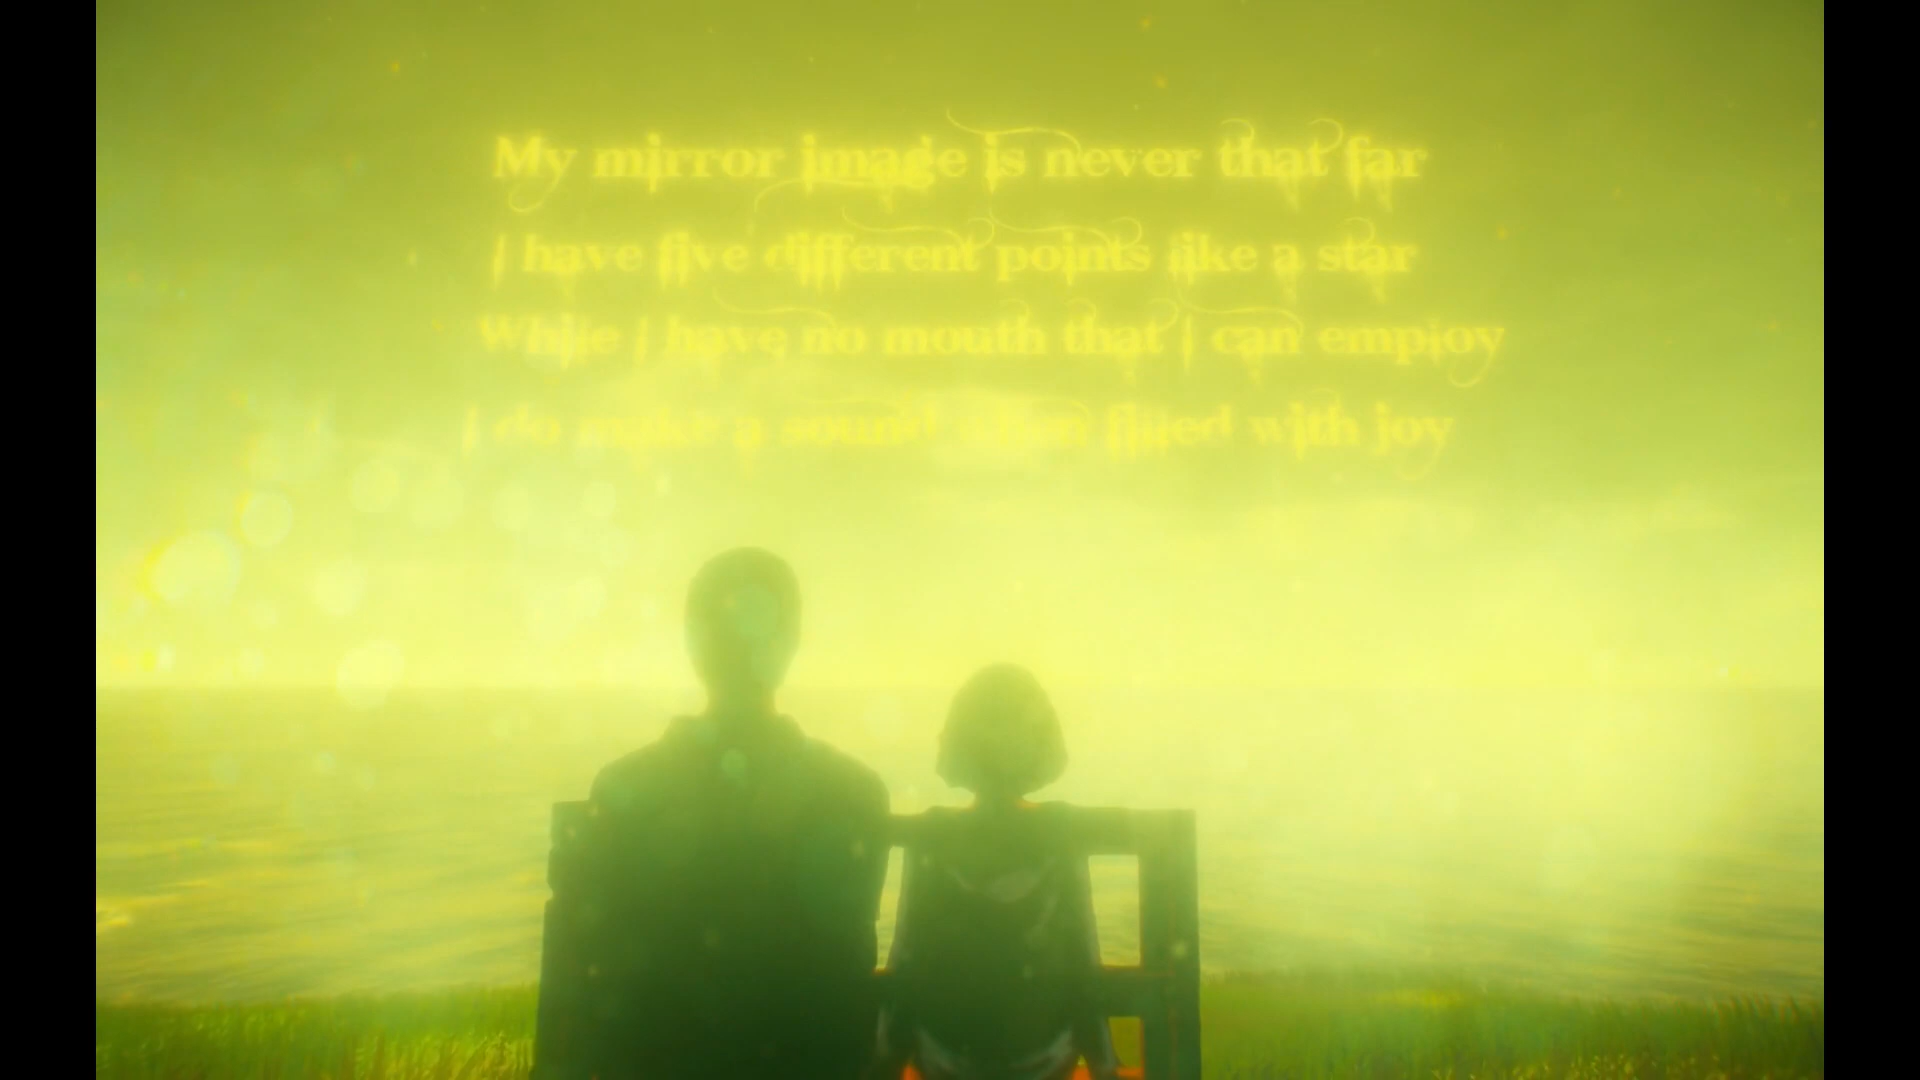 My mirror image is never that far
I have five different points like a star
While I have no mouth that I can employ
I do make a sound when filled with joy